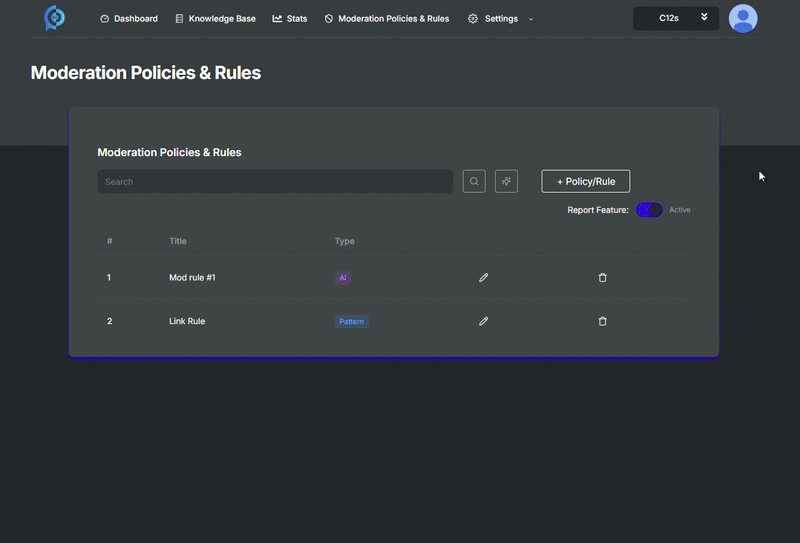 Dashboard Knowledge Base Stats Moderation Policies & Rules Settings C12s
Moderation Policies & Rules
Moderation Policies & Rules
Search + Policy/Rule
Report Feature: Active
# Title Type
1 Mod rule #1 AI
2 Link Rule Pattern